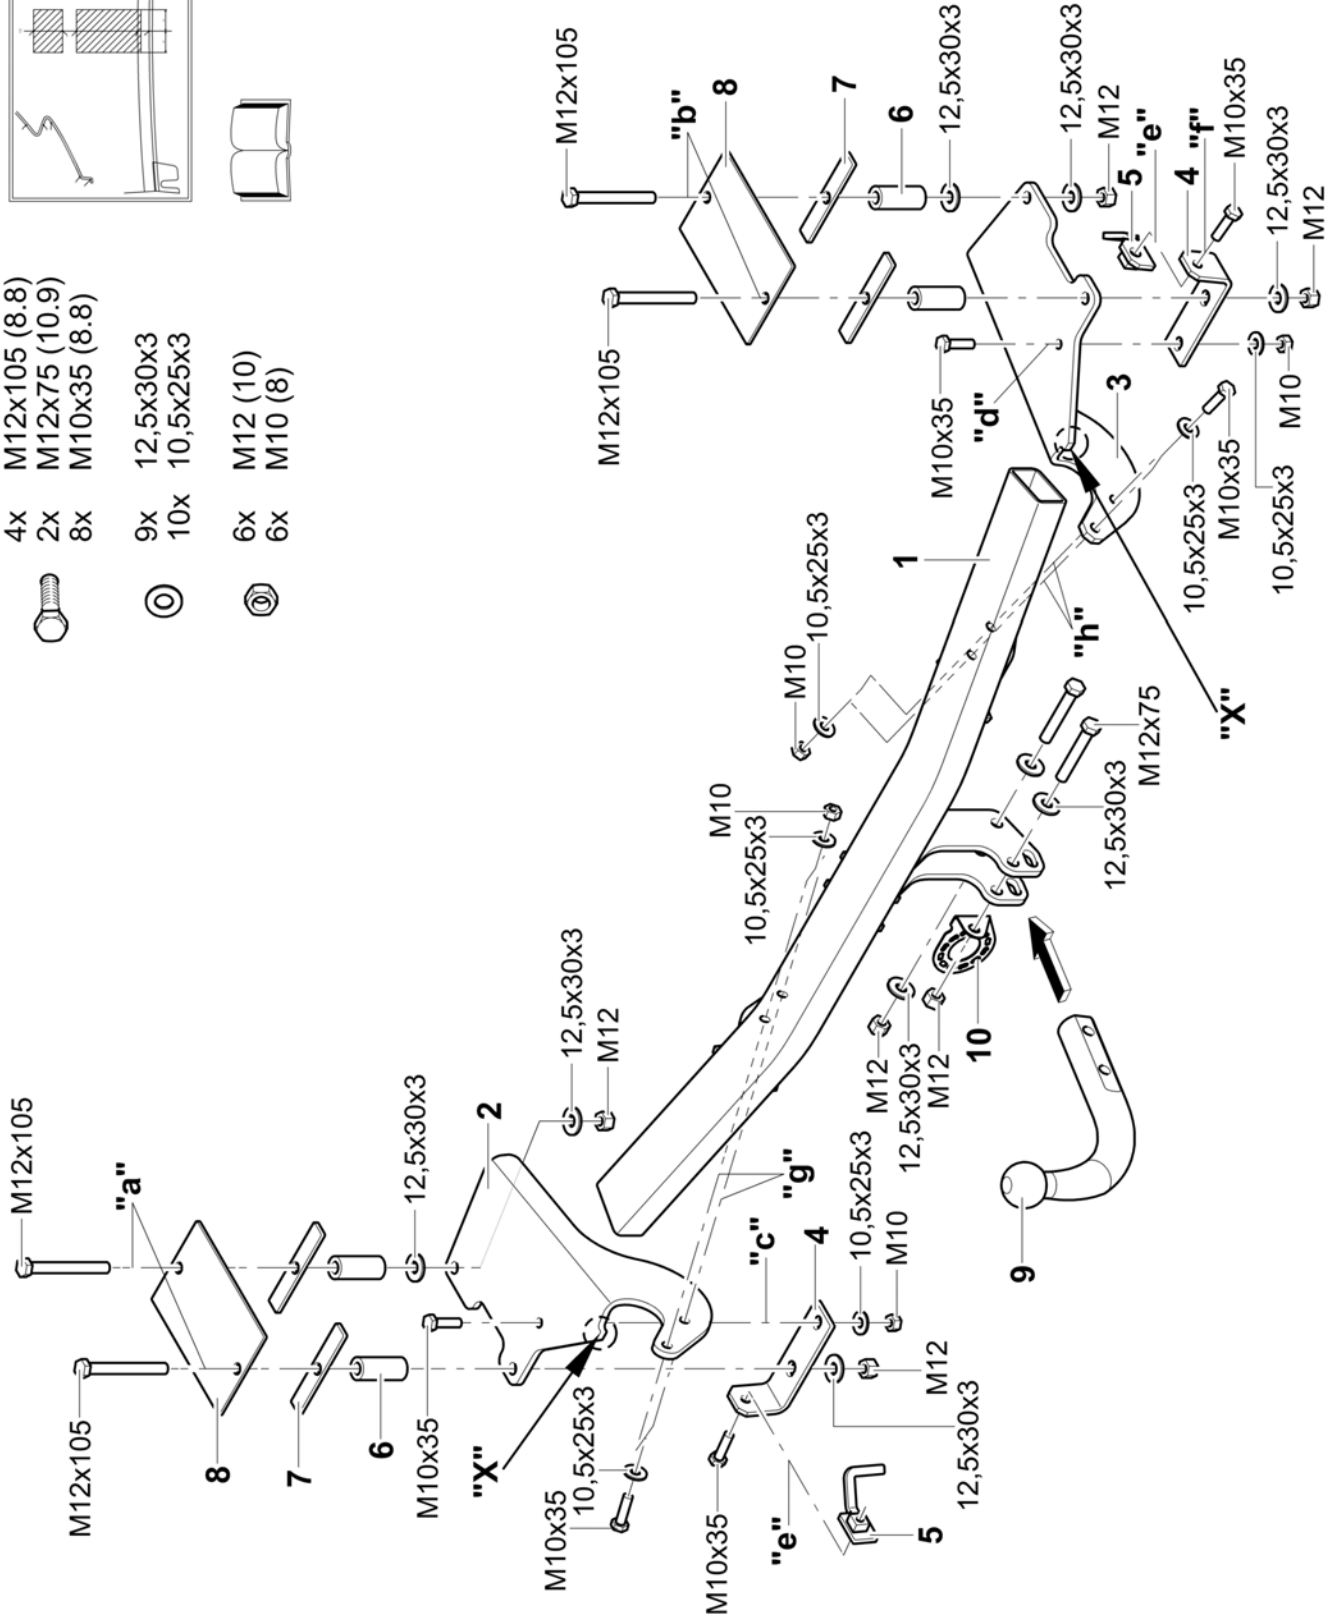 4x M12x105 (8.8)
2x M12x75 (10.9)
8x M10x35 (8.8)
9x 12,5x30x3
10x 10,5x25x3
6x M12 (10)
6x M10 (8)
M12x105
"a"
M12x105
8
7
6
12,5x30x3
2
M10x35
"X"
12,5x30x3
M12
10,5x25x3
M10x35
"g"
"c"
4
10,5x25x3
M10
M12
12,5x30x3
M10x35
"e"
5
M10
10,5x25x3
M10
10,5x25x3
1
"h"
"X"
M12
12,5x30x3
M12
10
9
12,5x30x3
M12x75
M12x105
"b"
M12x105
8
7
6
12,5x30x3
12,5x30x3
M12
M10x35
"d"
5
"e"
4
"f"
M10x35
12,5x30x3
M12
3
M10
10,5x25x3
M10x35
10,5x25x3